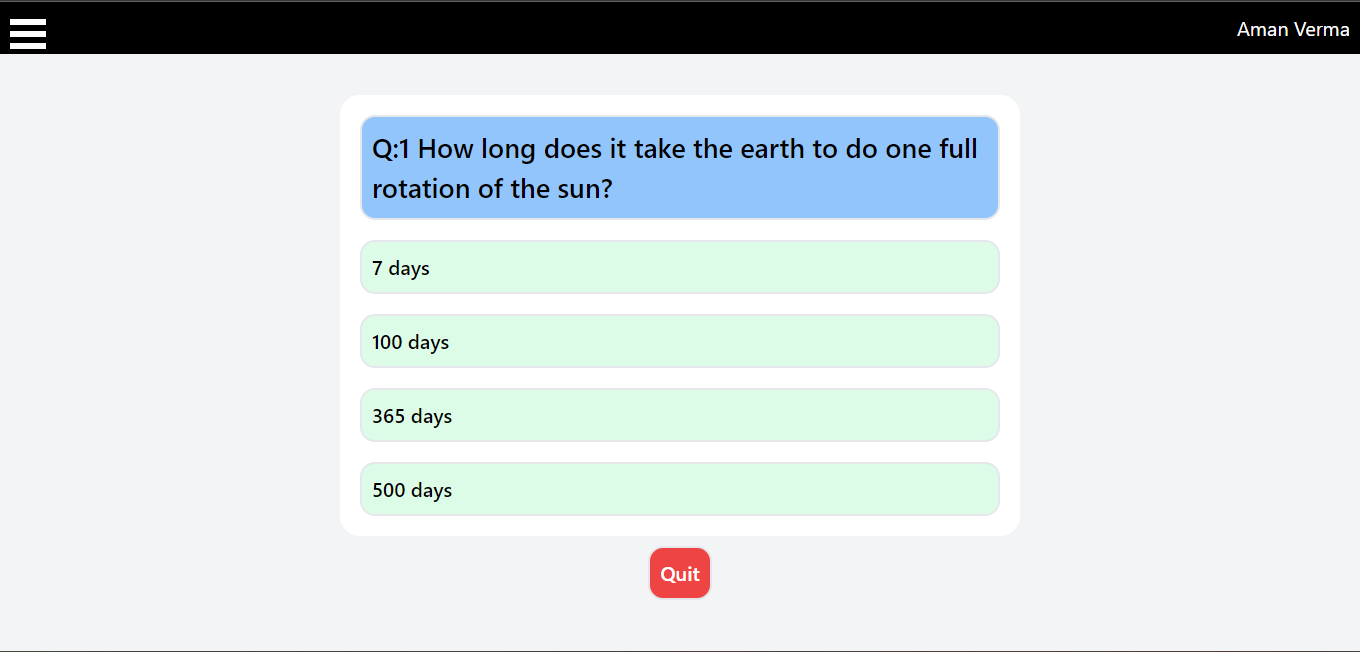 Aman Verma
Q:1 How long does it take the earth to do one full
rotation of the sun?
7 days
100 days
365 days
500 days
Quit